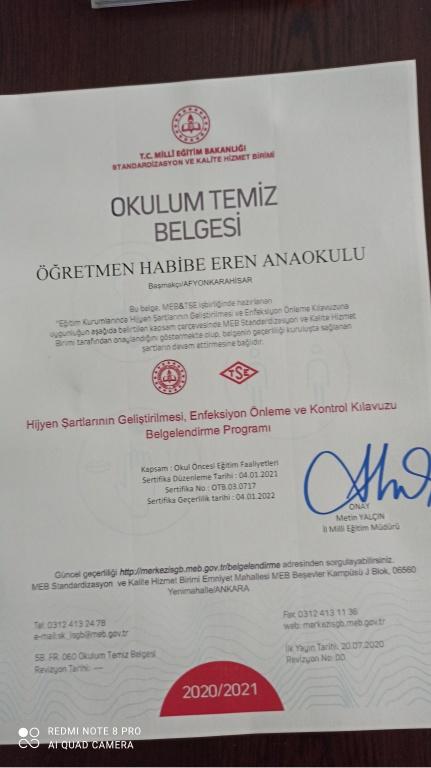 T.C. MİLLİ EĞİTİM BAKANLIĞI
STANDARDİZASYON VE KALİTE HİZMET BİRİMİ
OKULUM TEMİZ
BELGESİ
ÖĞRETMEN HABİBE EREN ANAOKULU
Başmakçı/AFYONKARAHİSAR
Bu belge, MEB&TSE işbirliğinde hazırlanan
"Eğitim Kurumlarında Hijyen Şartlarının Geliştirilmesi ve Enfeksiyon Önleme Kılavuzuna
uygunluğun aşağıda belirtilen kapsam çerçevesinde MEB Standardizasyon ve Kalite Hizmet
Birimi tarafından onaylandığını göstermekte olup, belgenin geçerliliği kuruluşta sağlanan
şartların devam ettirmesine bağlıdır.
TSE
Hijyen Şartlarının Geliştirilmesi, Enfeksiyon Önleme ve Kontrol Kılavuzu
Belgelendirme Programı
Kapsam : Okul Öncesi Eğitim Faaliyetleri
Sertifika Düzenleme Tarihi : 04.01.2021
Sertifika No : OTB.03.0717
Sertifika Geçerlilik tarihi : 04.01.2022
ONAY
Metin YALÇIN
İl Milli Eğitim Müdürü
Güncel geçerliliği http://merkezisgb.meb.gov.tr/belgelendirme adresinden sorgulayabilirsiniz.
MEB Standardizasyon ve Kalite Hizmet Birimi Emniyet Mahallesi MEB Beşevler Kampüsü J Blok, 06560
Yenimahalle/ANKARA
Tel: 0312 413 24 78
e-mail:sk_isgb@meb.gov.tr
Fax: 0312 413 11 36
web: markezisgb.meb.gov.tr
SB. FR. 060 Okulum Temiz Belgesi
Revizyon Tarihi: ---
İlk Yayın Tarihi: 20.07.2020
Revizyon No: 00
2020/2021
REDMI NOTE 8 PRO
AI QUAD CAMERA